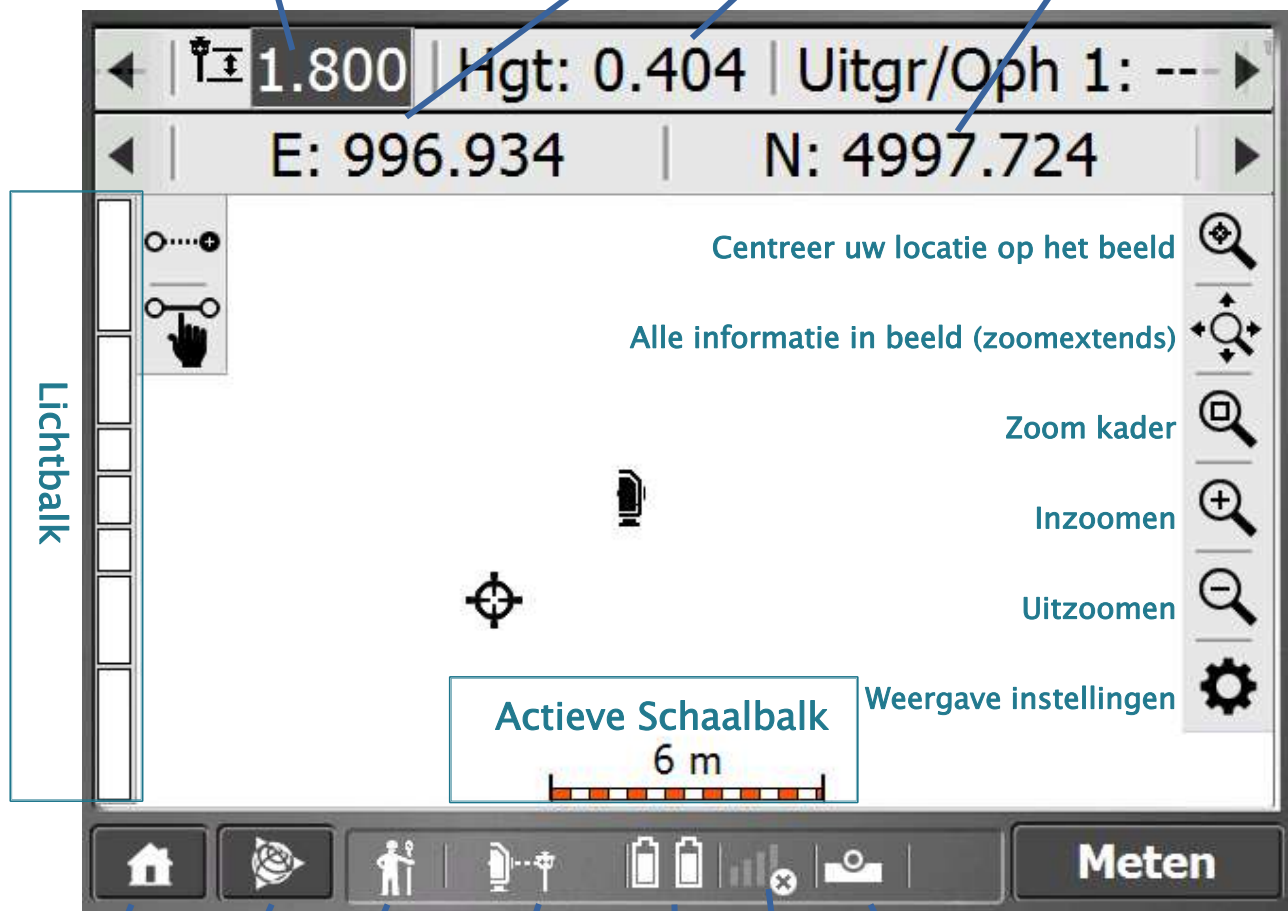 1.800 Hgt: 0.404 Uitgr/Oph 1: --
E: 996.934 N: 4997.724
Centreer uw locatie op het beeld
Alle informatie in beeld (zoomextends)
Zoom kader
Lichtbalk
Inzoomen
Uitzoomen
Weergave instellingen
Actieve Schaalbalk
6 m
Meten